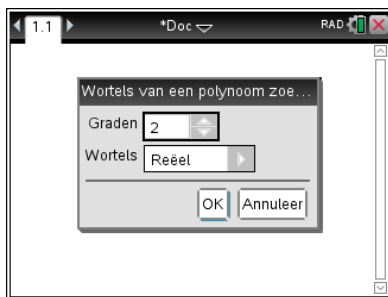 1.1 *Doc RAD
Wortels van een polynoom zoe...
Graden 2
Wortels Reëel
OK Annuleer